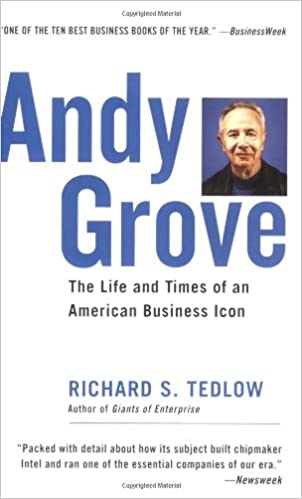 "ONE OF THE TEN BEST BUSINESS BOOKS OF THE YEAR." —BusinessWeek
Andy
Grove
The Life and Times of an
American Business Icon
RICHARD S. TEDLOW
Author of Giants of Enterprise
"Packed with detail about how its subject built chipmaker
Intel and ran one of the essential companies of our era."
—Newsweek
Copyrighted Material